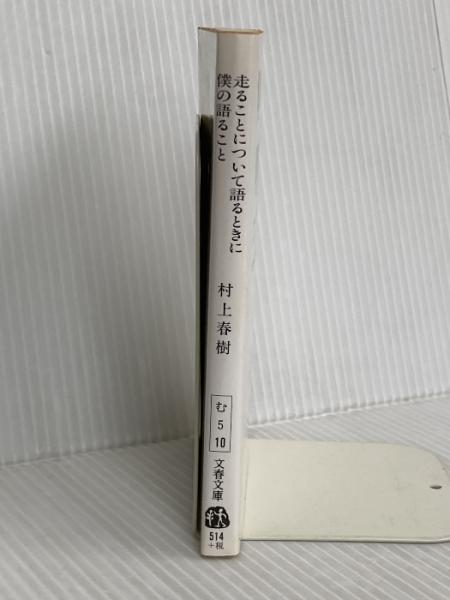 走ることについて語るときに
僕の語ること
村上春樹
む
5
10
文春文庫
514
+税